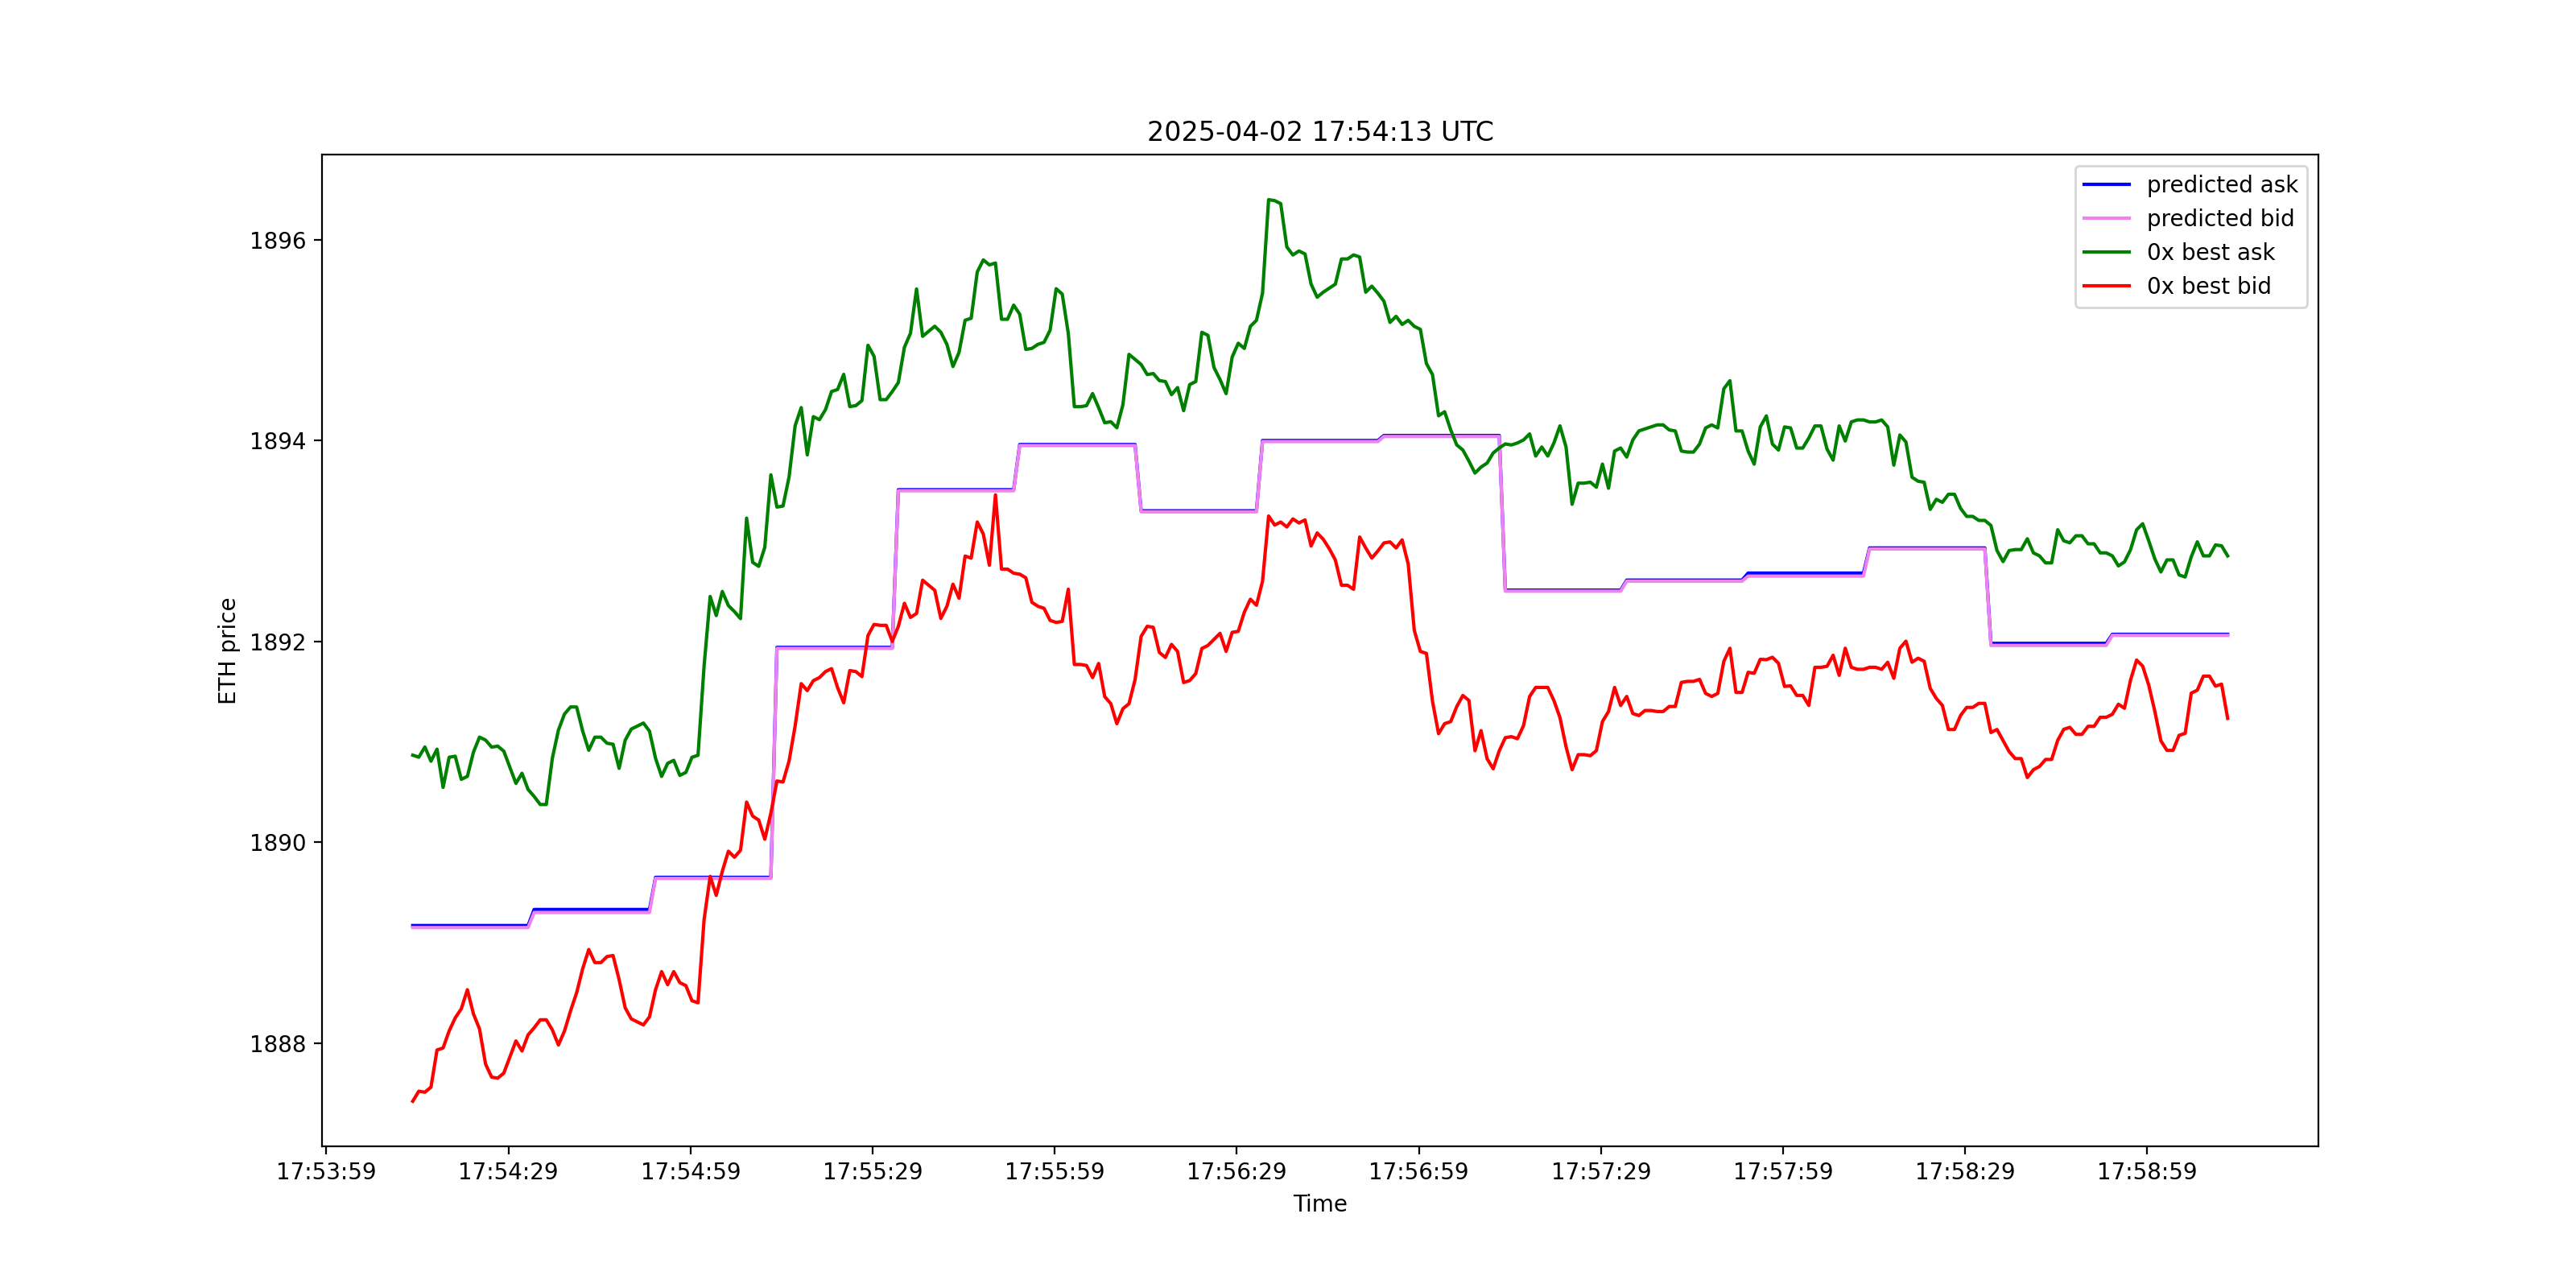 2025-04-02 17:54:13 UTC
predicted ask
predicted bid
0x best ask
0x best bid
1896
1894
1892
1890
1888
ETH price
17:53:59 17:54:29 17:54:59 17:55:29 17:55:59 17:56:29 17:56:59 17:57:29 17:57:59 17:58:29 17:58:59
Time